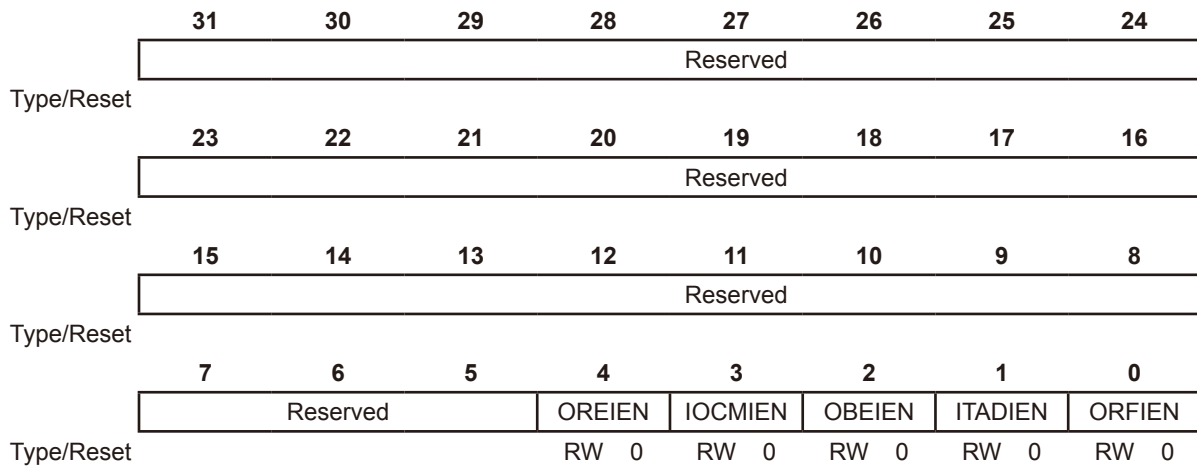 31 30 29 28 27 26 25 24
Reserved
Type/Reset
23 22 21 20 19 18 17 16
Reserved
Type/Reset
15 14 13 12 11 10 9 8
Reserved
Type/Reset
7 6 5 4 3 2 1 0
Reserved OREIEN IOCMIEN OBEIEN ITADIEN ORFIEN
Type/Reset RW 0 RW 0 RW 0 RW 0 RW 0